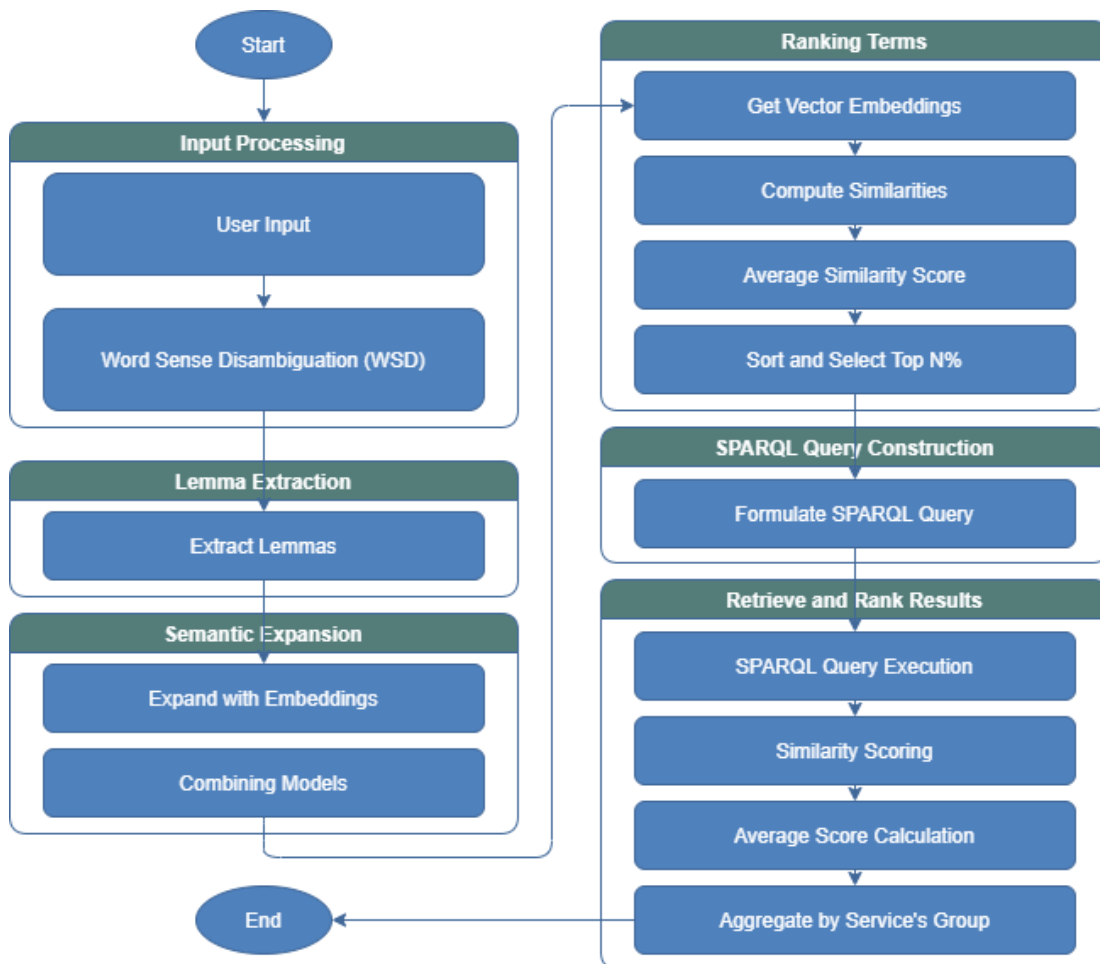 Start
Input Processing
User Input
Word Sense Disambiguation (WSD)
Lemma Extraction
Extract Lemmas
Semantic Expansion
Expand with Embeddings
Combining Models
Ranking Terms
Get Vector Embeddings
Compute Similarities
Average Similarity Score
Sort and Select Top N%
SPARQL Query Construction
Formulate SPARQL Query
Retrieve and Rank Results
SPARQL Query Execution
Similarity Scoring
Average Score Calculation
Aggregate by Service's Group
End